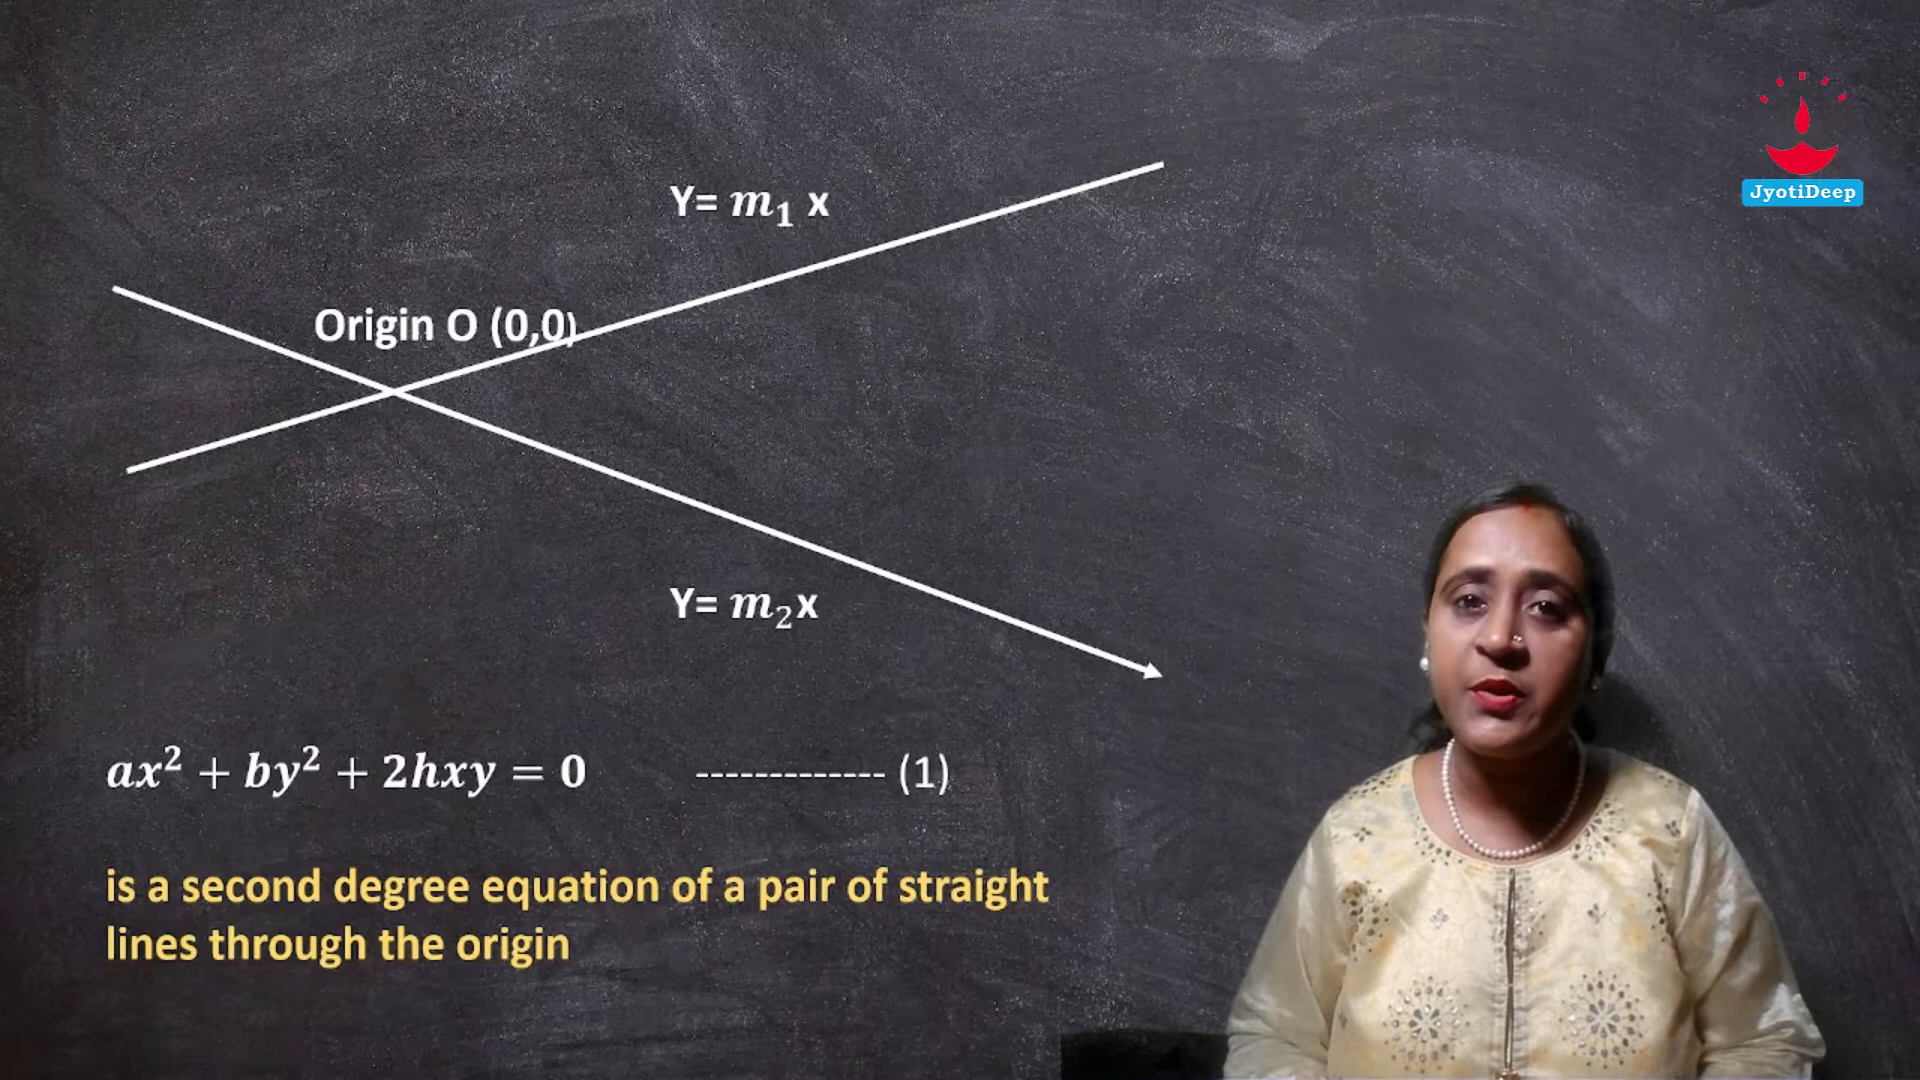 JyotiDeep
Y= m₁ x
Origin O (0,0)
Y= m₂x
ax² + by² + 2hxy = 0 ------------- (1)
is a second degree equation of a pair of straight
lines through the origin